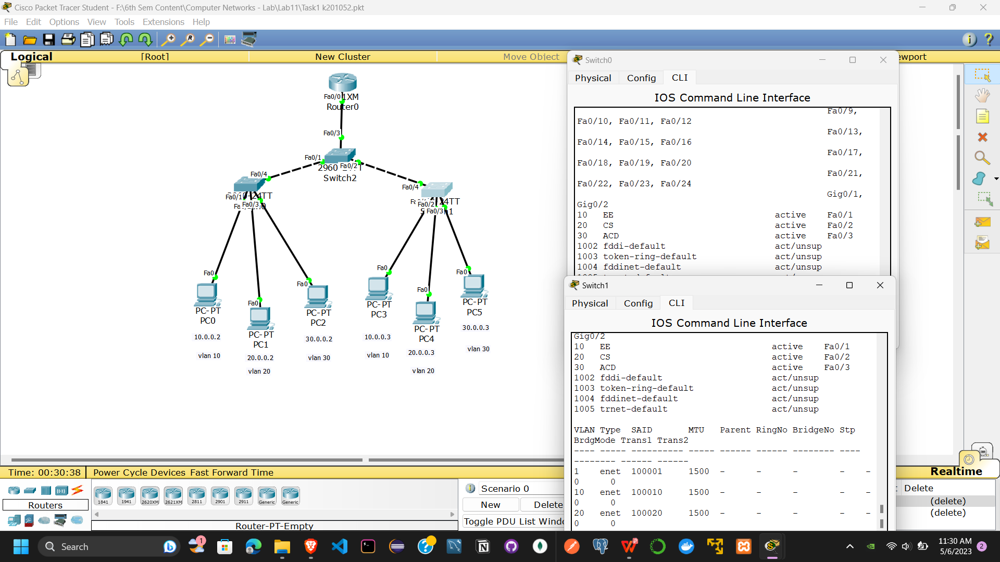 Cisco Packet Tracer Student - F:\6th Sem Content\Computer Networks - Lab\Lab11\Task1 k201052.pkt
File Edit Options View Tools Extensions Help
Logical [Root] New Cluster Move Object ewport
Fa0/0 1XM
Router0
Fa0/3
Fa0/1
2960 Fa0/2 TT
Switch2
Fa0/4
Fa0/1 24TT
Fa0/3
Fa0/4
24TT
Fa0/2
Fa0/3
Fa0
PC-PT
PC0
10.0.0.2
vlan 10
Fa0
PC-PT
PC1
20.0.0.2
vlan 20
Fa0
PC-PT
PC2
30.0.0.2
vlan 30
Fa0
PC-PT
PC3
10.0.0.3
vlan 10
Fa0
PC-PT
PC4
20.0.0.3
vlan 20
Fa0
PC-PT
PC5
30.0.0.3
vlan 30
Switch0
Physical Config CLI
IOS Command Line Interface
Fa0/9,
Fa0/10, Fa0/11, Fa0/12
Fa0/13,
Fa0/14, Fa0/15, Fa0/16
Fa0/17,
Fa0/18, Fa0/19, Fa0/20
Fa0/21,
Fa0/22, Fa0/23, Fa0/24
Gig0/1,
Gig0/2
10 EE active Fa0/1
20 CS active Fa0/2
30 ACD active Fa0/3
1002 fddi-default act/unsup
1003 token-ring-default act/unsup
1004 fddinet-default act/unsup
Switch1
Physical Config CLI
IOS Command Line Interface
Gig0/2
10 EE active Fa0/1
20 CS active Fa0/2
30 ACD active Fa0/3
1002 fddi-default act/unsup
1003 token-ring-default act/unsup
1004 fddinet-default act/unsup
1005 trnet-default act/unsup
VLAN Type SAID MTU Parent RingNo BridgeNo Stp
BrdgMode Trans1 Trans2
---- ----- ---------- ----- ------ ------ -------- ----
-------- ------ ------
1 enet 100001 1500 - - - - -
0 0
10 enet 100010 1500 - - - - -
0 0
20 enet 100020 1500 - - - - -
0 0
Time: 00:30:38 Power Cycle Devices Fast Forward Time
Realtime
Routers
1841 1941 2620XM 2621XM 2811 2901 2911 Generic Generic
Router-PT-Empty
Scenario 0
New Delete
Toggle PDU List Windo
Delete
(delete)
(delete)
Search
1
11:30 AM
5/6/2023
2